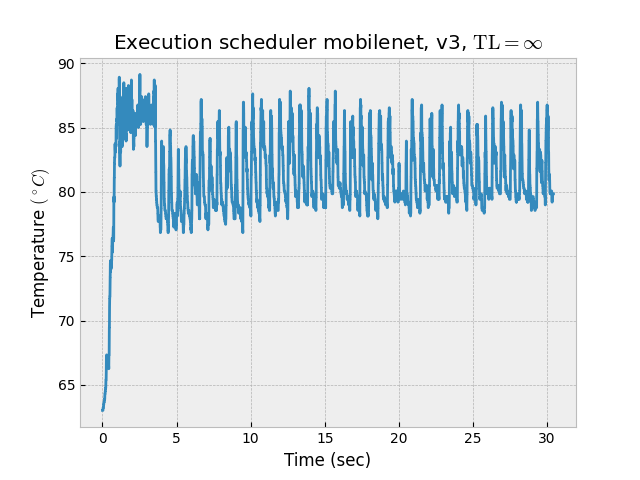 Execution scheduler mobilenet, v3, TL = ∞
90
85
80
75
70
65
Temperature (°C)
0 5 10 15 20 25 30
Time (sec)